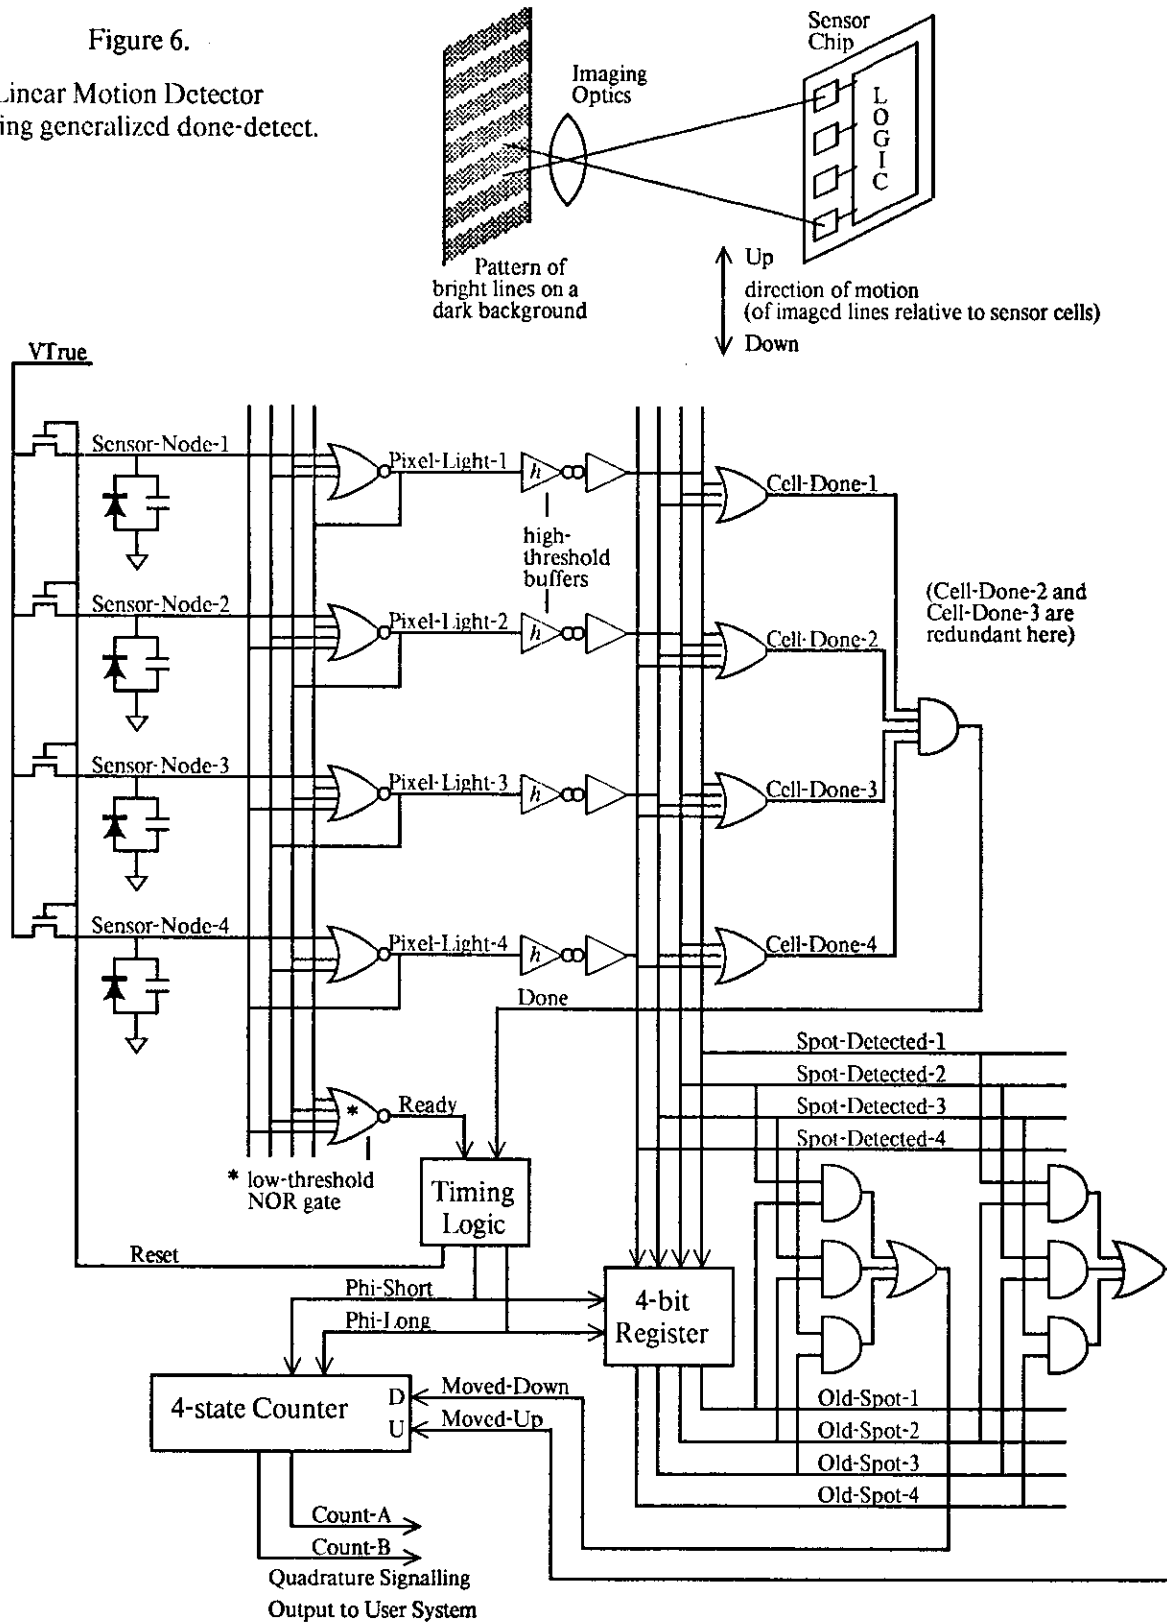 Figure 6.
Linear Motion Detector
ing generalized done-detect.
Imaging
Optics
Sensor
Chip
L
O
G
I
C
Pattern of
bright lines on a
dark background
Up
direction of motion
(of imaged lines relative to sensor cells)
Down
VTrue
Sensor-Node-1
Pixel-Light-1
h
Cell-Done-1
high-
threshold
buffers
Sensor-Node-2
Pixel-Light-2
h
Cell-Done-2
(Cell-Done-2 and
Cell-Done-3 are
redundant here)
Sensor-Node-3
Pixel-Light-3
h
Cell-Done-3
Sensor-Node-4
Pixel-Light-4
h
Cell-Done-4
Done
Spot-Detected-1
Spot-Detected-2
Spot-Detected-3
Spot-Detected-4
*
Ready
* low-threshold
NOR gate
Timing
Logic
Reset
Phi-Short
Phi-Long
4-bit
Register
4-state Counter
D
U
Moved-Down
Moved-Up
Old-Spot-1
Old-Spot-2
Old-Spot-3
Old-Spot-4
Count-A
Count-B
Quadrature Signalling
Output to User System